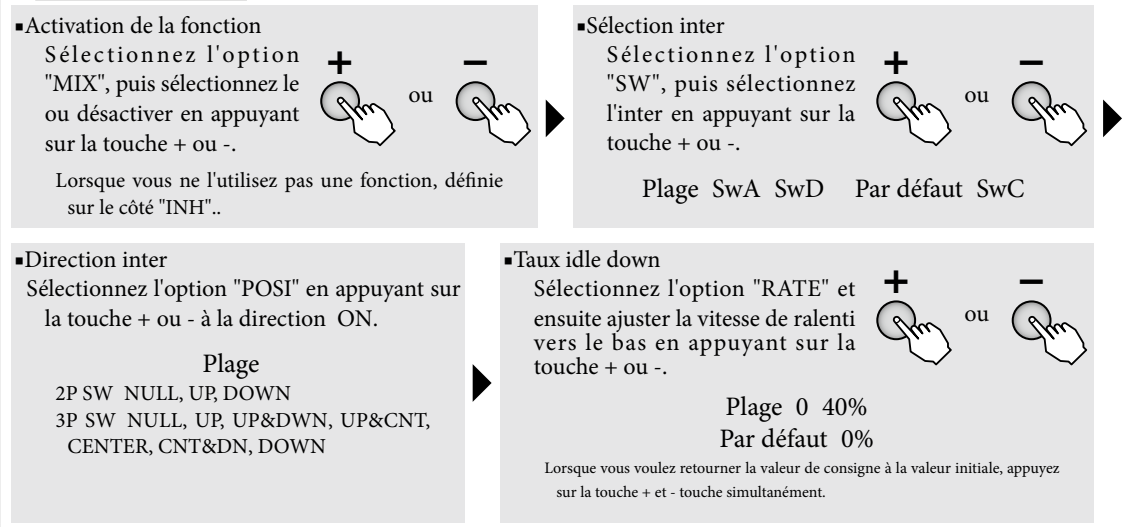 ▪Activation de la fonction
Sélectionnez l'option
"MIX", puis sélectionnez le
ou désactiver en appuyant
sur la touche + ou -.
+ ou −
Lorsque vous ne l'utilisez pas une fonction, définie
sur le côté "INH"..
▪Sélection inter
Sélectionnez l'option
"SW", puis sélectionnez
l'inter en appuyant sur la
touche + ou -.
+ ou −
Plage SwA SwD Par défaut SwC
▪Direction inter
Sélectionnez l'option "POSI" en appuyant sur
la touche + ou - à la direction ON.
Plage
2P SW NULL, UP, DOWN
3P SW NULL, UP, UP&DWN, UP&CNT,
CENTER, CNT&DN, DOWN
▪Taux idle down
Sélectionnez l'option "RATE" et
ensuite ajuster la vitesse de ralenti
vers le bas en appuyant sur la
touche + ou -.
+ ou −
Plage 0 40%
Par défaut 0%
Lorsque vous voulez retourner la valeur de consigne à la valeur initiale, appuyez
sur la touche + et - touche simultanément.